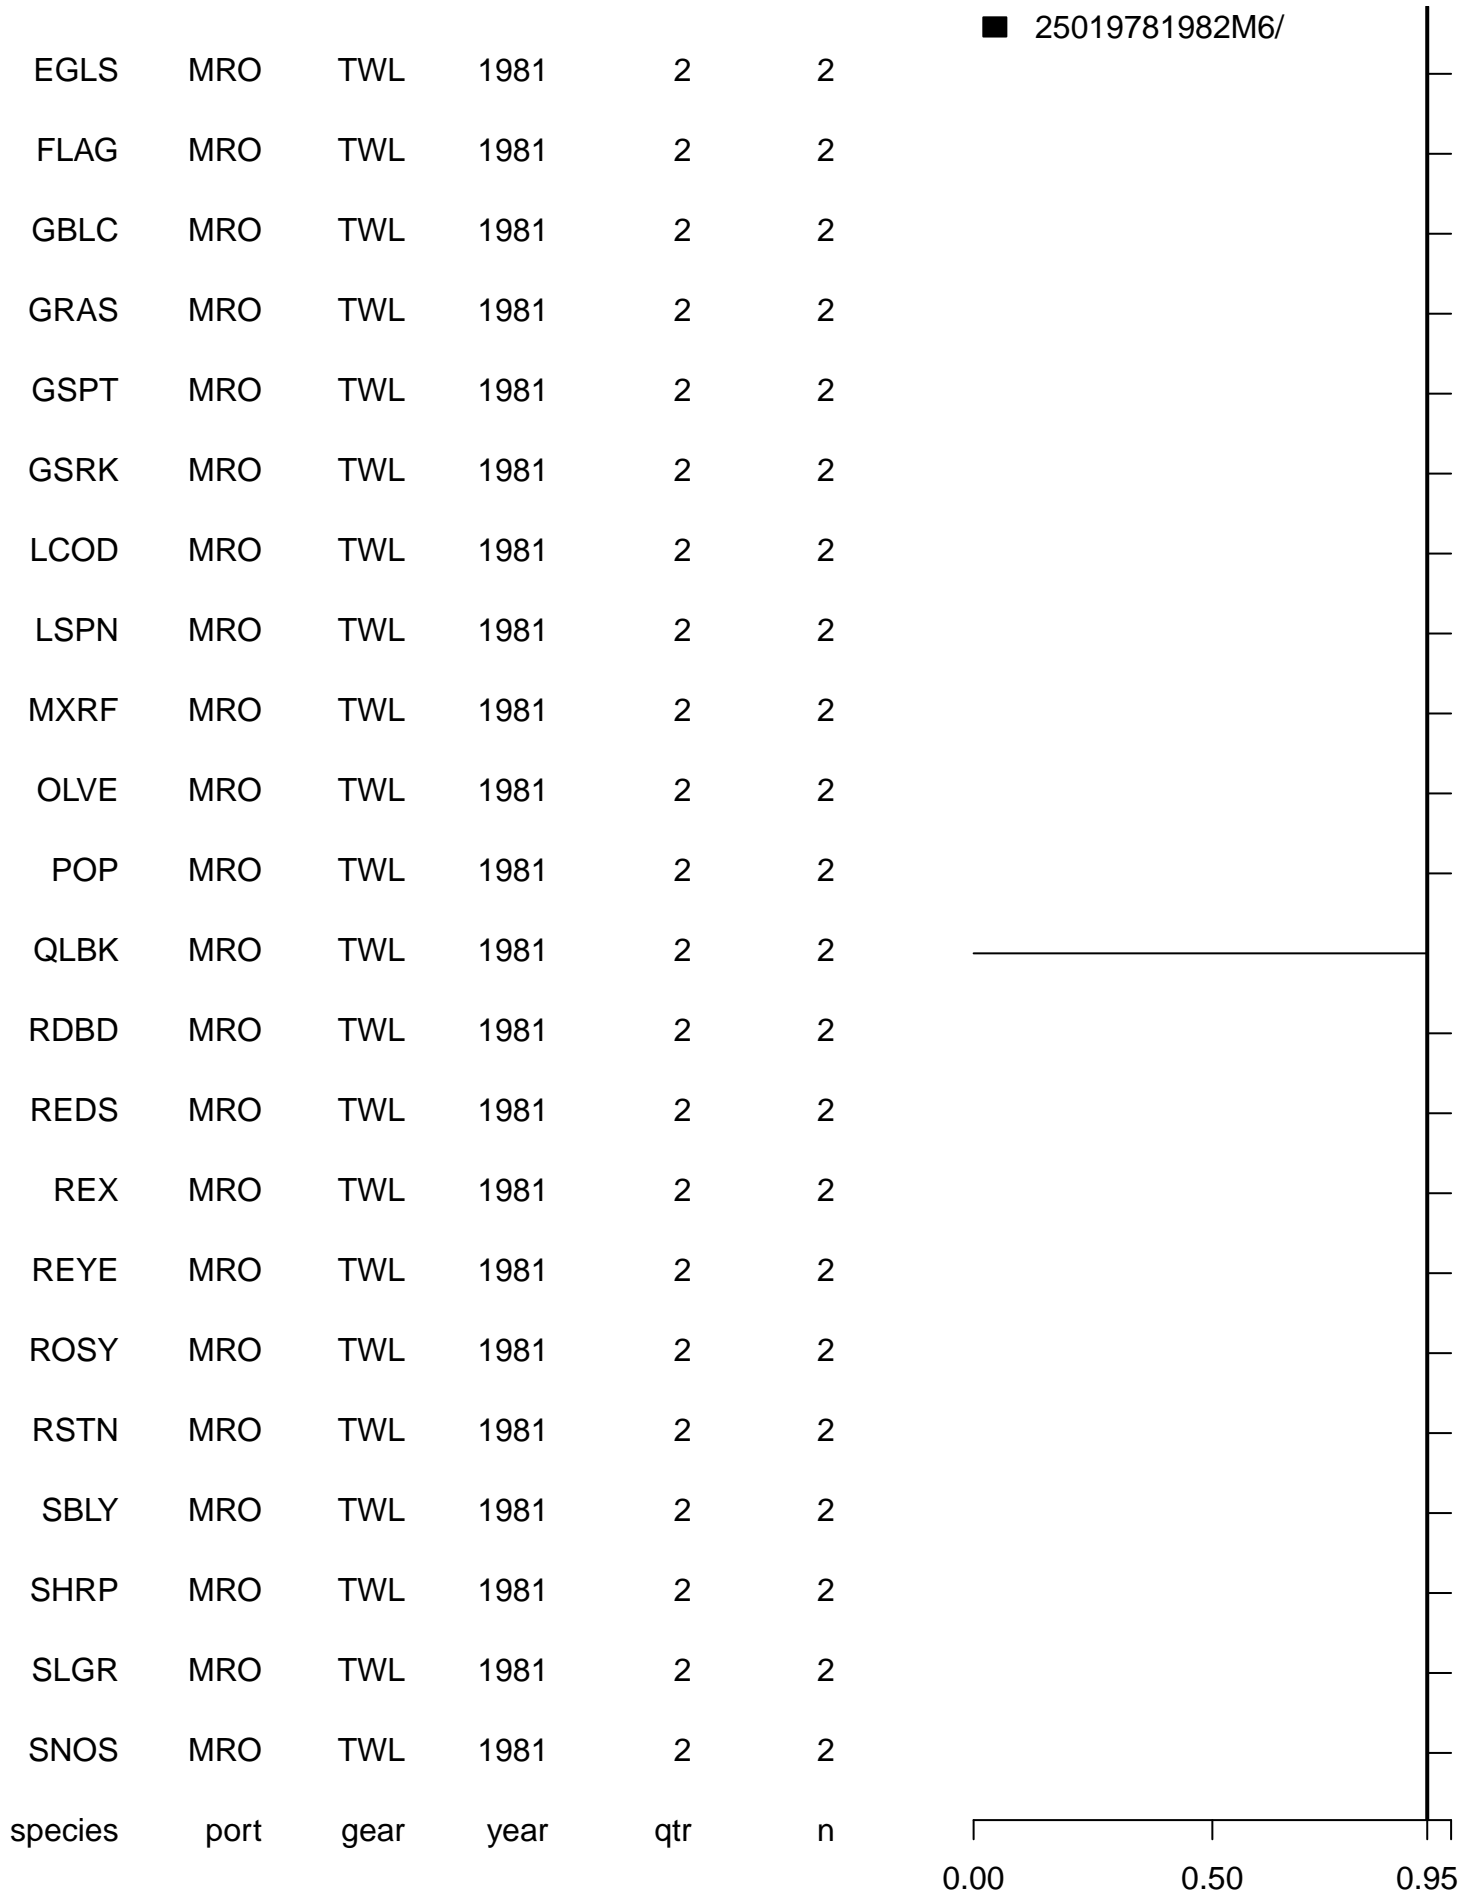 25019781982M6/
EGLS MRO TWL 1981 2 2
FLAG MRO TWL 1981 2 2
GBLC MRO TWL 1981 2 2
GRAS MRO TWL 1981 2 2
GSPT MRO TWL 1981 2 2
GSRK MRO TWL 1981 2 2
LCOD MRO TWL 1981 2 2
LSPN MRO TWL 1981 2 2
MXRF MRO TWL 1981 2 2
OLVE MRO TWL 1981 2 2
POP MRO TWL 1981 2 2
QLBK MRO TWL 1981 2 2
RDBD MRO TWL 1981 2 2
REDS MRO TWL 1981 2 2
REX MRO TWL 1981 2 2
REYE MRO TWL 1981 2 2
ROSY MRO TWL 1981 2 2
RSTN MRO TWL 1981 2 2
SBLY MRO TWL 1981 2 2
SHRP MRO TWL 1981 2 2
SLGR MRO TWL 1981 2 2
SNOS MRO TWL 1981 2 2
species port gear year qtr n
0.00 0.50 0.95